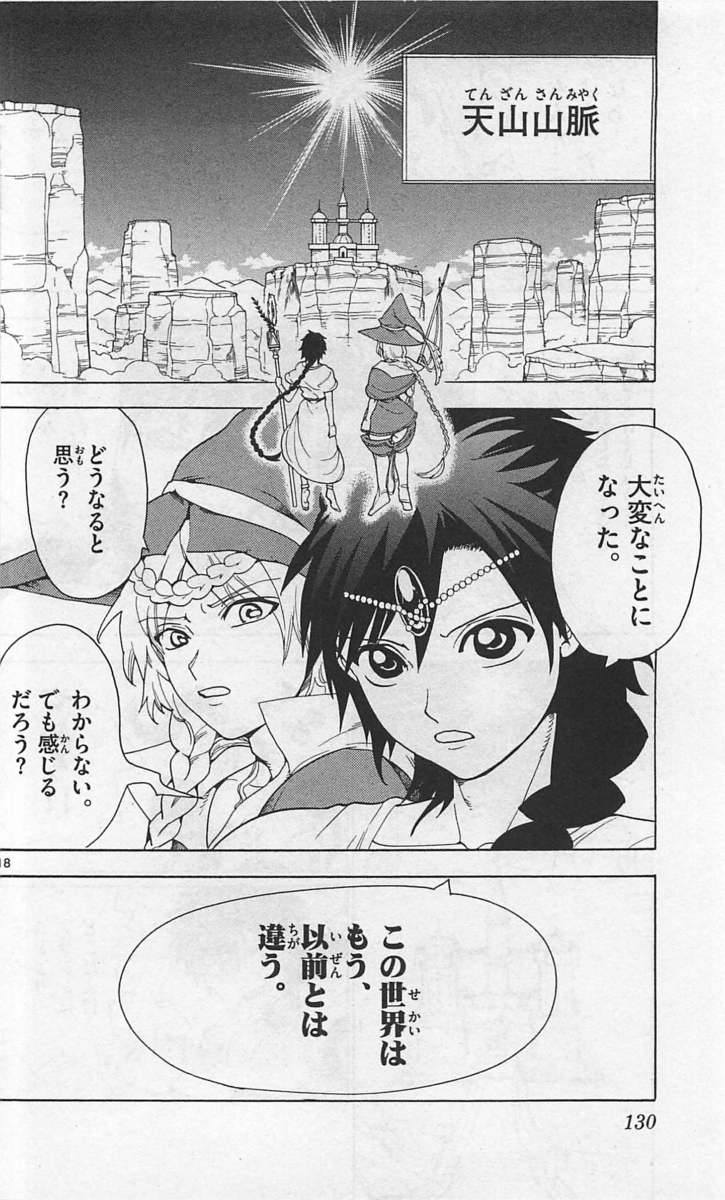 天山山脈
てんざんさんみゃく
大変なことに
たいへん
なった。
どうなると
思う？
おも
わからない。
でも感じる
かん
だろう？
18
この世界は
せかい
もう、
以前とは
いぜん
違う。
ちが
130